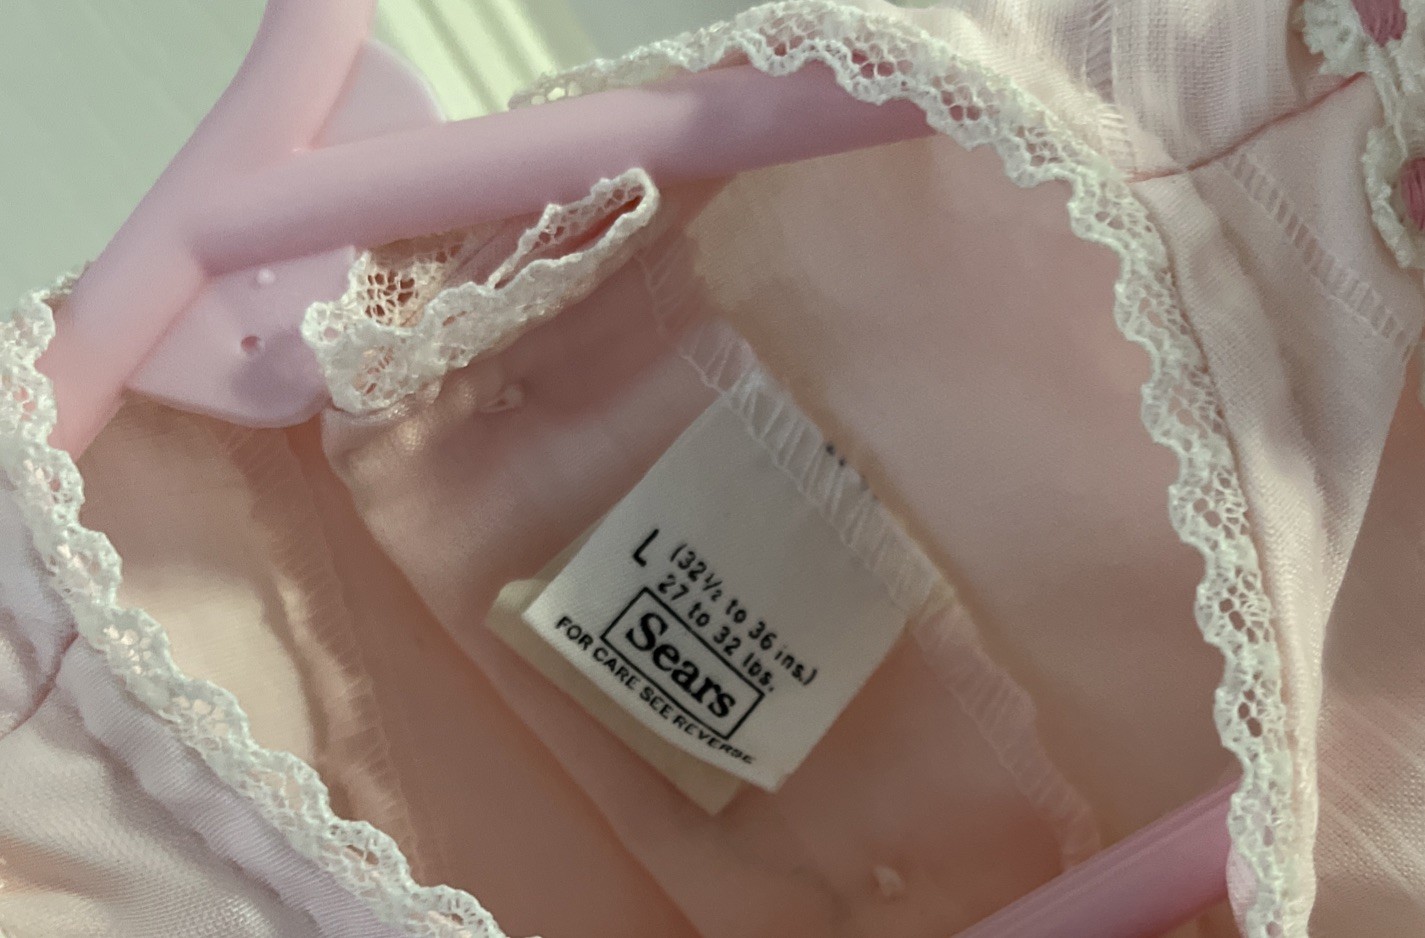 L (32½ to 36 ins.)
27 to 32 lbs.
Sears
FOR CARE SEE REVERSE